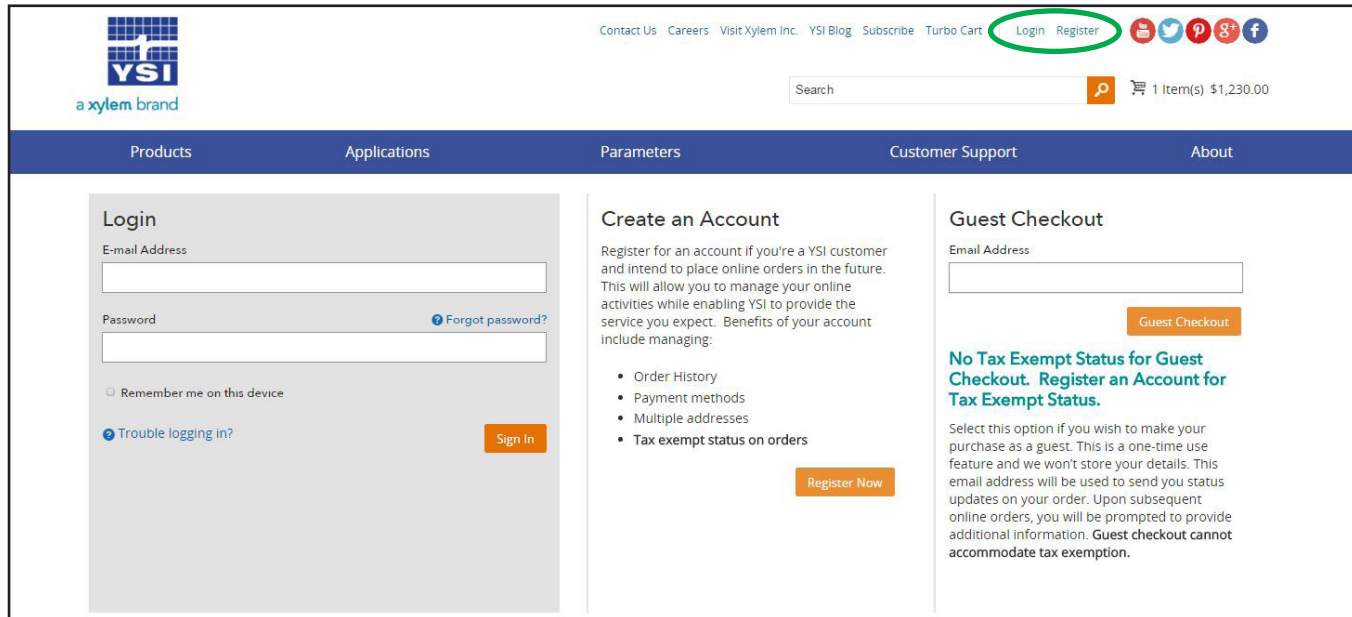 YSI
a xylem brand
Contact Us Careers Visit Xylem Inc. YSI Blog Subscribe Turbo Cart | Login Register
Search
1 Item(s) $1,230.00
Products Applications Parameters Customer Support About
Login
E-mail Address
Password
Forgot password?
Remember me on this device
Trouble logging in?
Sign In
Create an Account
Register for an account if you're a YSI customer
and intend to place online orders in the future.
This will allow you to manage your online
activities while enabling YSI to provide the
service you expect. Benefits of your account
include managing:
• Order History
• Payment methods
• Multiple addresses
• Tax exempt status on orders
Register Now
Guest Checkout
Email Address
Guest Checkout
No Tax Exempt Status for Guest
Checkout. Register an Account for
Tax Exempt Status.
Select this option if you wish to make your
purchase as a guest. This is a one-time use
feature and we won't store your details. This
email address will be used to send you status
updates on your order. Upon subsequent
online orders, you will be prompted to provide
additional information. Guest checkout cannot
accommodate tax exemption.